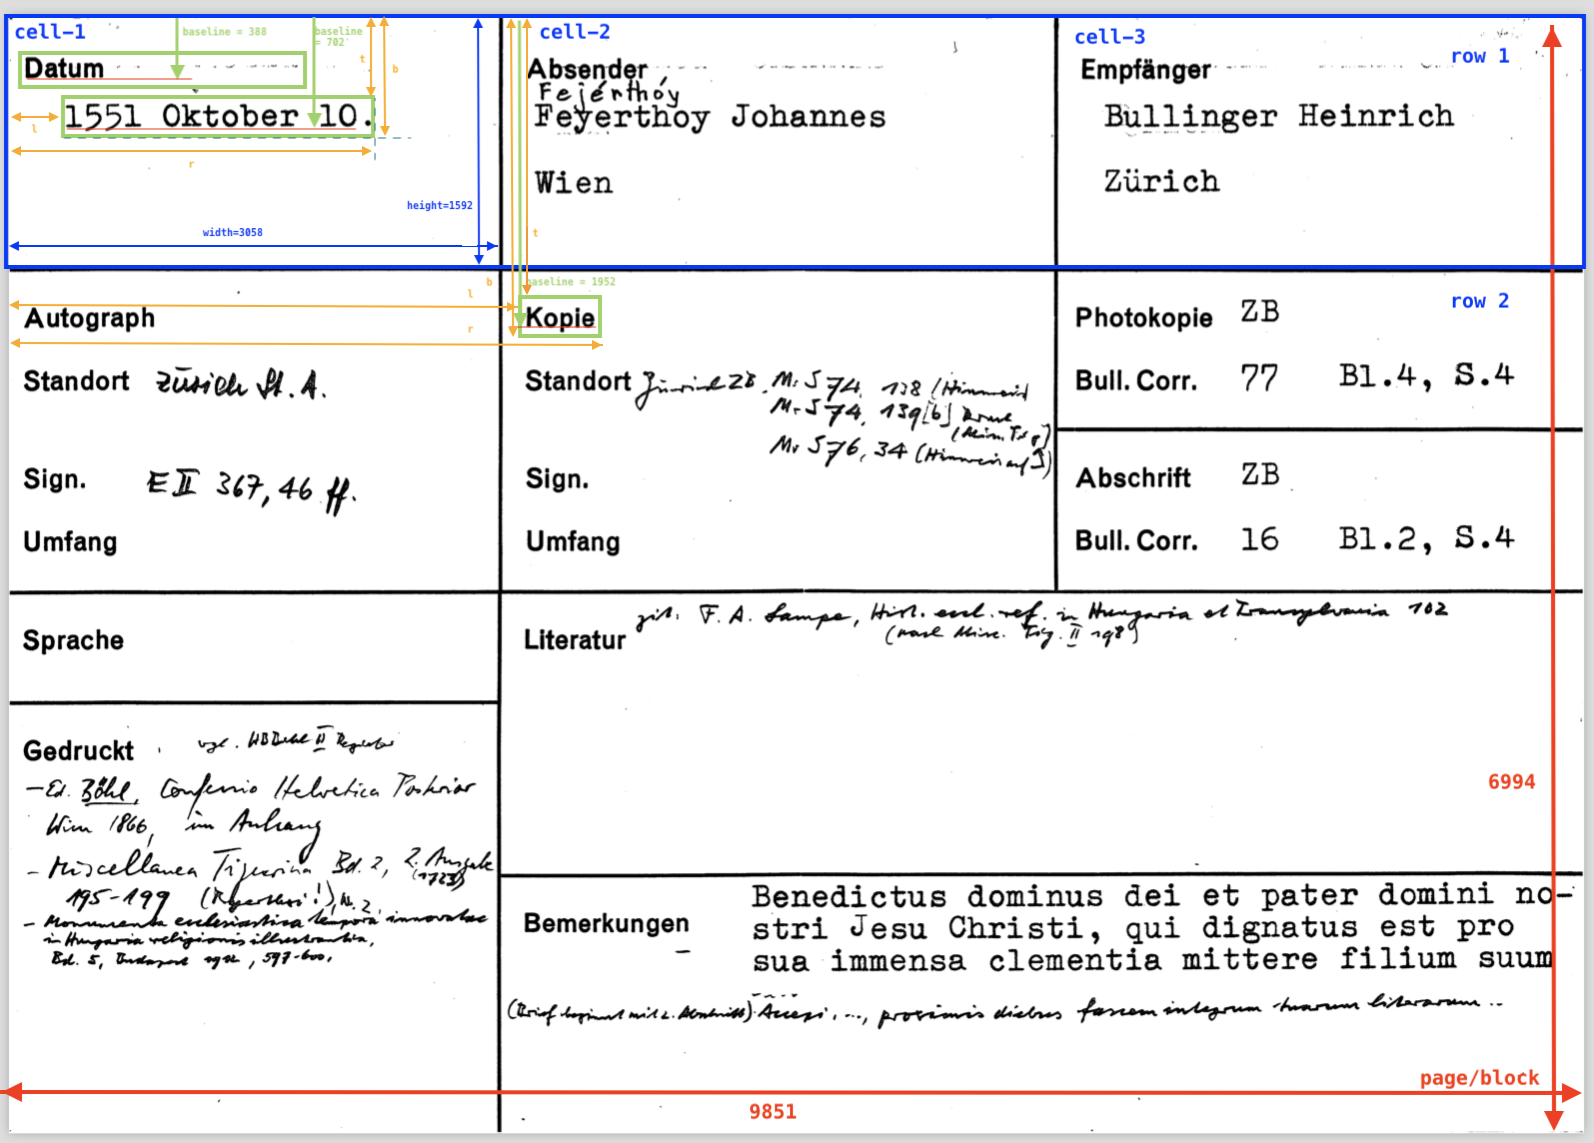 cell-1
baseline = 388
baseline = 702
t
b
Datum
1551 Oktober 10.
l
r
height=1592
width=3058
cell-2
Absender
Fejérthóy
Feyerthoy Johannes
Wien
t
cell-3
row 1
Empfänger
Bullinger Heinrich
Zürich
Autograph
Standort Zürich St. A.
Sign. E II 367, 46 ff.
Umfang
b
l
r
baseline = 1952
Kopie
Standort Zürich ZB. Ms S 74, 138 (Hinweis)
Ms S 74, 139[b]
Ms S 76, 34 (Hinweis auf
Sign.
Umfang
row 2
Photokopie ZB
Bull. Corr. 77 Bl.4, S.4
Abschrift ZB
Bull. Corr. 16 Bl.2, S.4
Sprache
Literatur
zit. F. A. Lampe, Hist. eccl. ref. in Hungaria et Transylvania 102
(nach Misc. Tig. II 198)
Gedruckt
vgl. HBBibl II Register
- Ed. Böhl, Confessio Helvetica Posterior
Wien 1866, im Anhang
- Miscellanea Tigurina Bd. 2, 2. Ausgabe
(1723)
195-199
Nr. 2
- Monumenta ecclesiastica tempora innovatae
in Hungaria religionis illustrantia,
Bd. 5, Budapest 1912, 597-600.
6994
Bemerkungen
Benedictus dominus dei et pater domini no-
stri Jesu Christi, qui dignatus est pro
sua immensa clementia mittere filium suum
(Brief beginnt mit 2. Abschnitt) Accepi, ..., proximis diebus fascem integrum tuarum literarum ..
page/block
9851